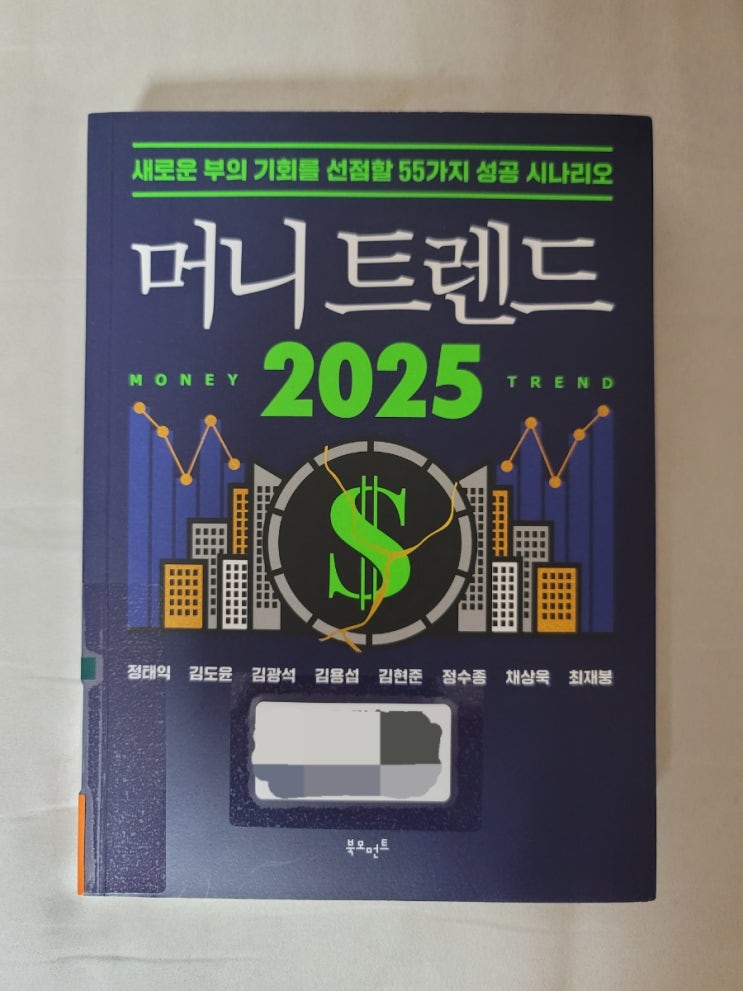 새로운 부의 기회를 선점할 55가지 성공 시나리오
머니 트렌드
MONEY 2025 TREND
$
정태익 김도윤 김광석 김용섭 김현준 정수종 채상욱 최재붕
북모먼트